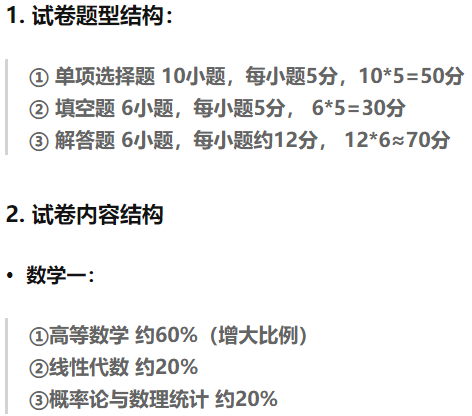 1. 试卷题型结构：
① 单项选择题 10小题，每小题5分，10*5=50分
② 填空题 6小题，每小题5分， 6*5=30分
③ 解答题 6小题，每小题约12分， 12*6≈70分
2. 试卷内容结构
• 数学一：
①高等数学 约60%（增大比例）
②线性代数 约20%
③概率论与数理统计 约20%